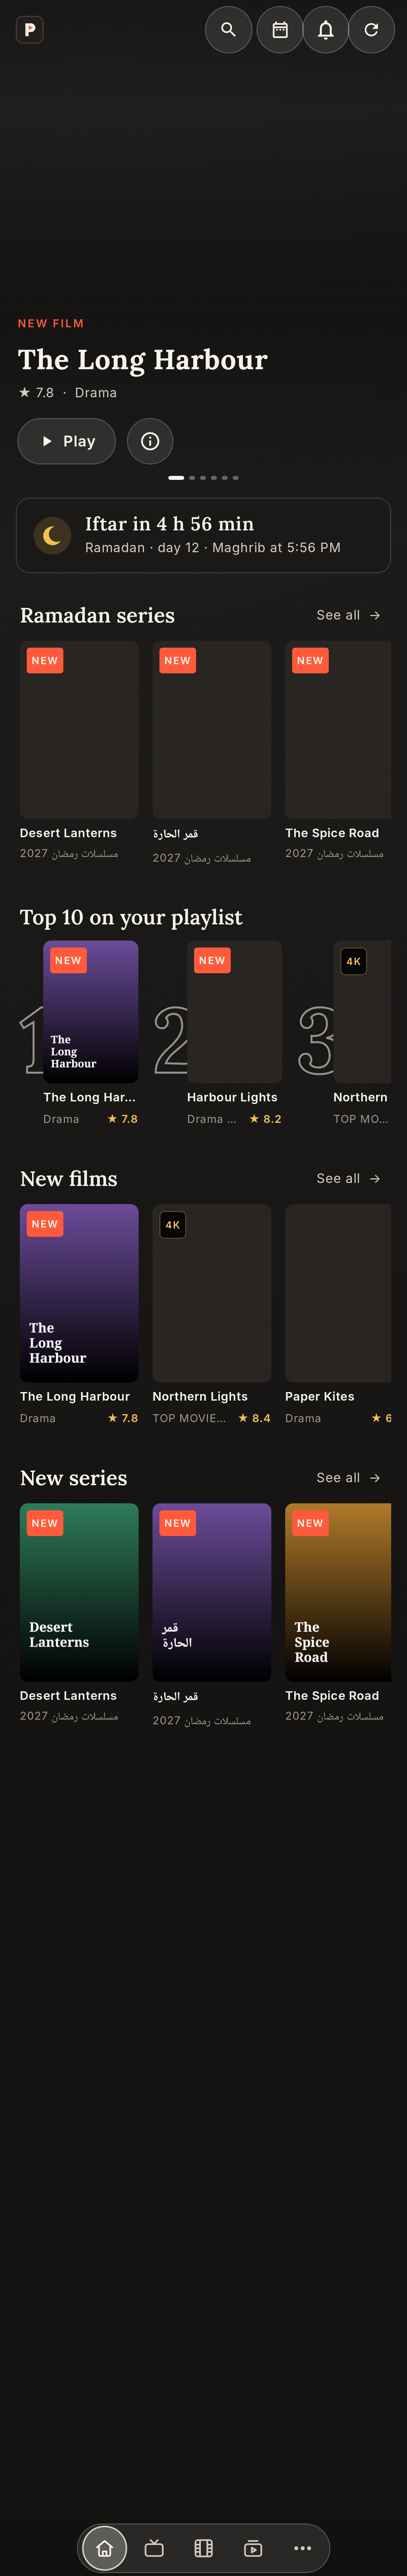 P
NEW FILM
The Long Harbour
★ 7.8 · Drama
Play
Iftar in 4 h 56 min
Ramadan · day 12 · Maghrib at 5:56 PM
Ramadan series
See all →
NEW
NEW
NEW
Desert Lanterns
قمر الحارة
The Spice Road
مسلسلات رمضان 2027
مسلسلات رمضان 2027
مسلسلات رمضان 2027
Top 10 on your playlist
1
2
3
NEW
NEW
4K
The
Long
Harbour
The Long Har...
Harbour Lights
Northern
Drama
★ 7.8
Drama ...
★ 8.2
TOP MO...
New films
See all →
NEW
4K
The
Long
Harbour
The Long Harbour
Northern Lights
Paper Kites
Drama
★ 7.8
TOP MOVIE...
★ 8.4
Drama
★ 6
New series
See all →
NEW
NEW
NEW
Desert
Lanterns
قمر
الحارة
The
Spice
Road
Desert Lanterns
قمر الحارة
The Spice Road
مسلسلات رمضان 2027
مسلسلات رمضان 2027
مسلسلات رمضان 2027